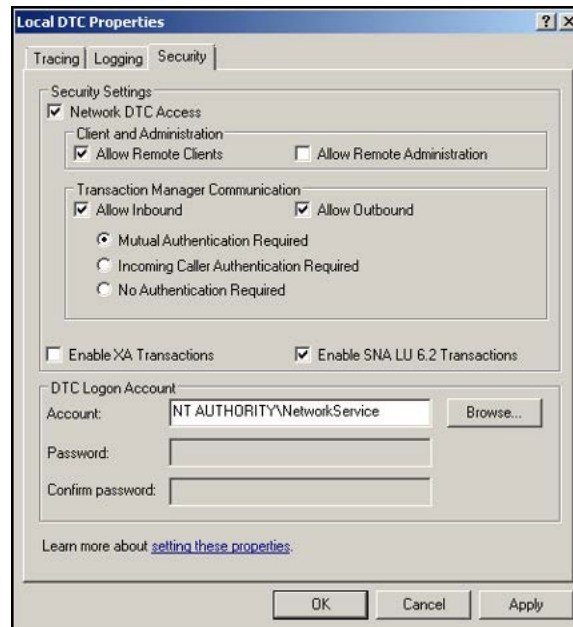 Local DTC Properties
Tracing Logging Security
Security Settings
Network DTC Access
Client and Administration
Allow Remote Clients Allow Remote Administration
Transaction Manager Communication
Allow Inbound Allow Outbound
Mutual Authentication Required
Incoming Caller Authentication Required
No Authentication Required
Enable XA Transactions Enable SNA LU 6.2 Transactions
DTC Logon Account
Account: NT AUTHORITY\NetworkService Browse...
Password:
Confirm password:
Learn more about setting these properties.
OK Cancel Apply